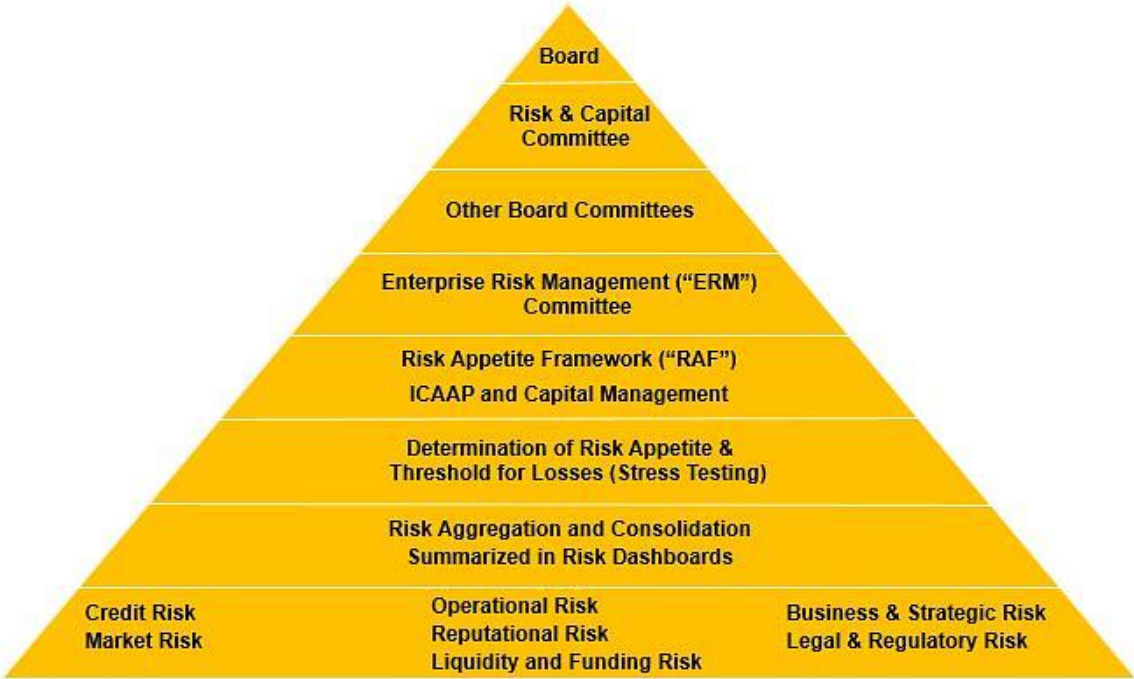 Board
Risk & Capital
Committee
Other Board Committees
Enterprise Risk Management (“ERM”)
Committee
Risk Appetite Framework (“RAF”)
ICAAP and Capital Management
Determination of Risk Appetite &
Threshold for Losses (Stress Testing)
Risk Aggregation and Consolidation
Summarized in Risk Dashboards
Credit Risk
Market Risk
Operational Risk
Reputational Risk
Liquidity and Funding Risk
Business & Strategic Risk
Legal & Regulatory Risk